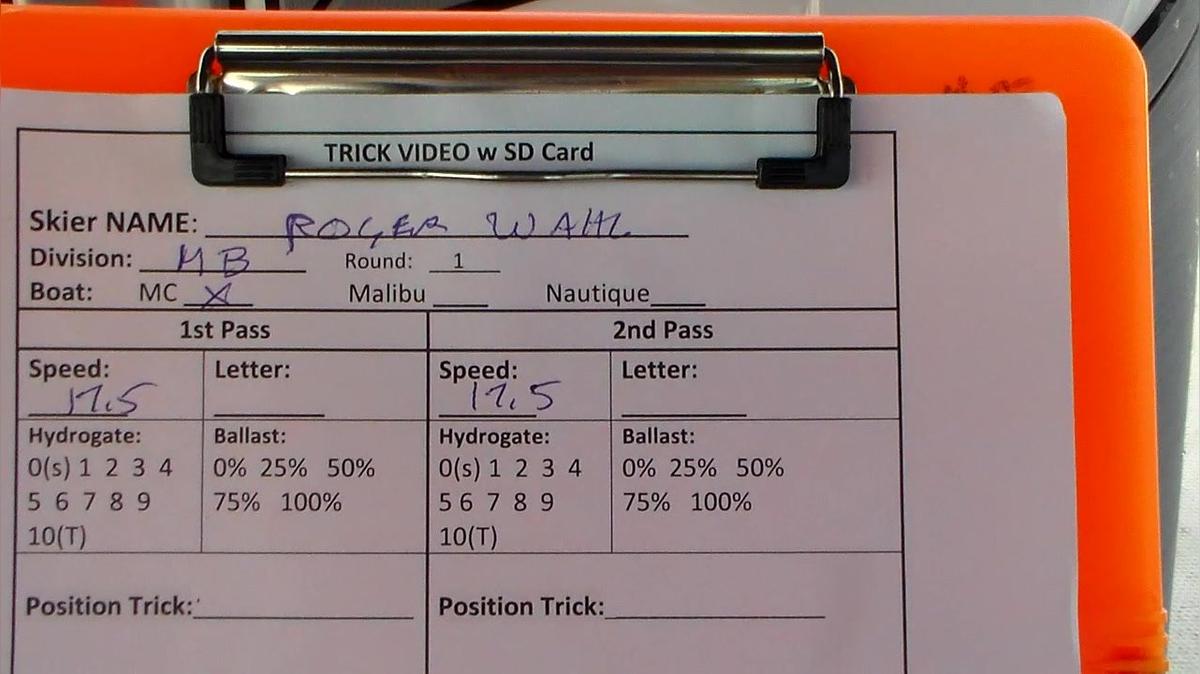 TRICK VIDEO w SD Card
Skier NAME: ROGER WAHL
Division: MB Round: 1
Boat: MC X Malibu ____ Nautique____
1st Pass 2nd Pass
Speed: Letter: Speed: Letter:
17.5 17.5
Hydrogate: Ballast: Hydrogate: Ballast:
0(s) 1 2 3 4 0% 25% 50% 0(s) 1 2 3 4 0% 25% 50%
5 6 7 8 9 75% 100% 5 6 7 8 9 75% 100%
10(T) 10(T)
Position Trick: Position Trick: